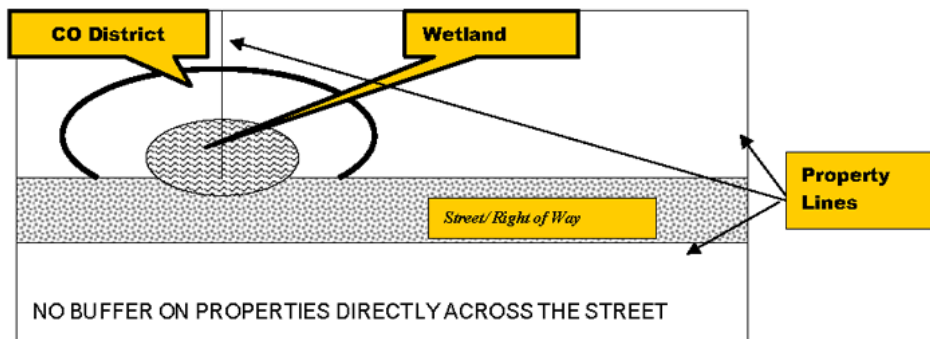 CO District
Wetland
Property
Lines
Street/Right of Way
NO BUFFER ON PROPERTIES DIRECTLY ACROSS THE STREET